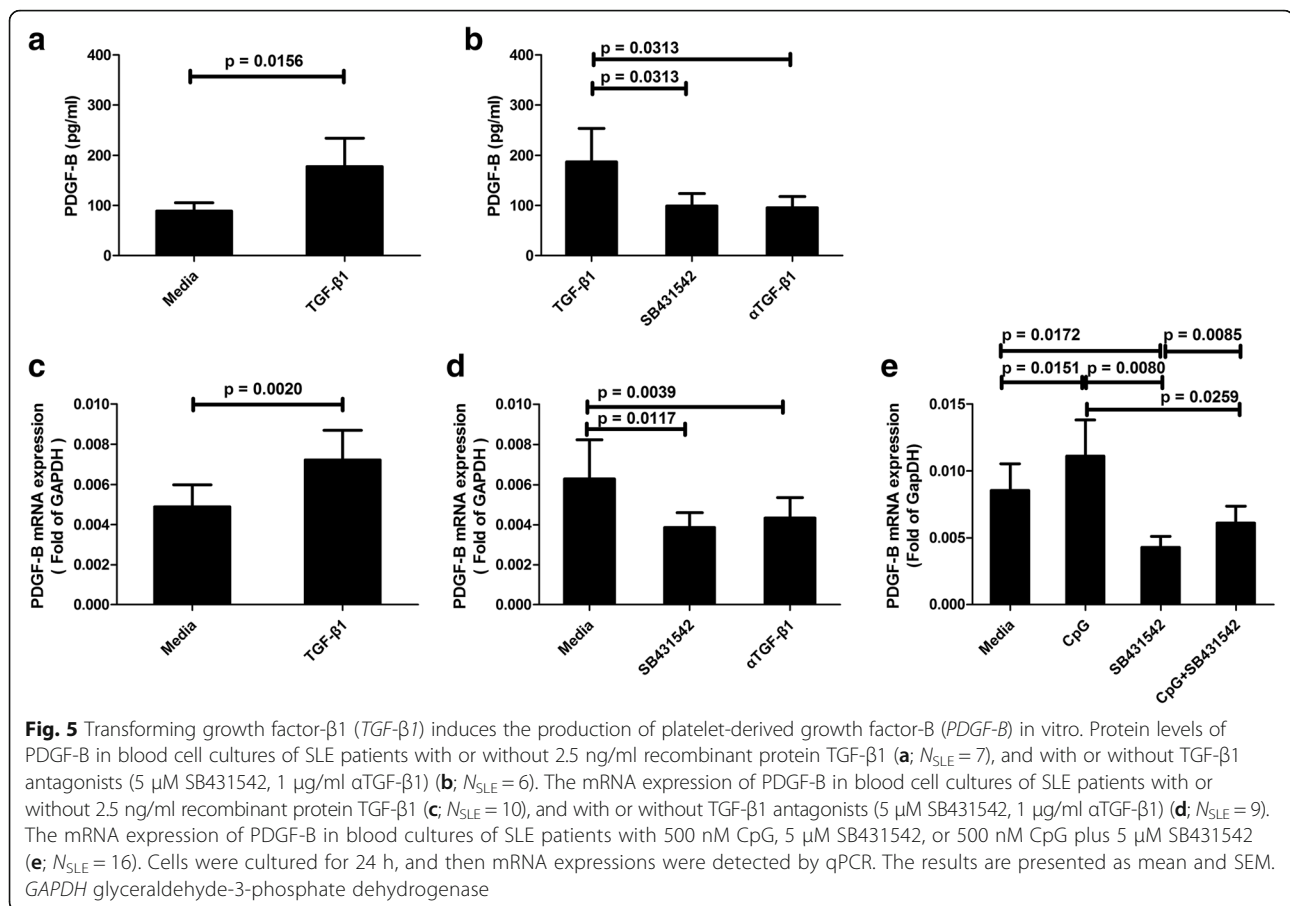 a
p = 0.0156
PDGF-B (pg/ml)
400
300
200
100
0
Media
TGF-β1
b
p = 0.0313
p = 0.0313
PDGF-B (pg/ml)
400
300
200
100
0
TGF-β1
SB431542
αTGF-β1
c
p = 0.0020
PDGF-B mRNA expression
( Fold of GAPDH )
0.010
0.008
0.006
0.004
0.002
0.000
Media
TGF-β1
d
p = 0.0039
p = 0.0117
PDGF-B mRNA expression
( Fold of GAPDH )
0.010
0.008
0.006
0.004
0.002
0.000
Media
SB431542
αTGF-β1
e
p = 0.0172
p = 0.0085
p = 0.0151
p = 0.0080
p = 0.0259
PDGF-B mRNA expression
(Fold of GapDH)
0.015
0.010
0.005
0.000
Media
CpG
SB431542
CpG+SB431542
Fig. 5 Transforming growth factor-β1 (TGF-β1) induces the production of platelet-derived growth factor-B (PDGF-B) in vitro. Protein levels of
PDGF-B in blood cell cultures of SLE patients with or without 2.5 ng/ml recombinant protein TGF-β1 (a; NSLE = 7), and with or without TGF-β1
antagonists (5 μM SB431542, 1 μg/ml αTGF-β1) (b; NSLE = 6). The mRNA expression of PDGF-B in blood cell cultures of SLE patients with or
without 2.5 ng/ml recombinant protein TGF-β1 (c; NSLE = 10), and with or without TGF-β1 antagonists (5 μM SB431542, 1 μg/ml αTGF-β1) (d; NSLE = 9).
The mRNA expression of PDGF-B in blood cultures of SLE patients with 500 nM CpG, 5 μM SB431542, or 500 nM CpG plus 5 μM SB431542
(e; NSLE = 16). Cells were cultured for 24 h, and then mRNA expressions were detected by qPCR. The results are presented as mean and SEM.
GAPDH glyceraldehyde-3-phosphate dehydrogenase